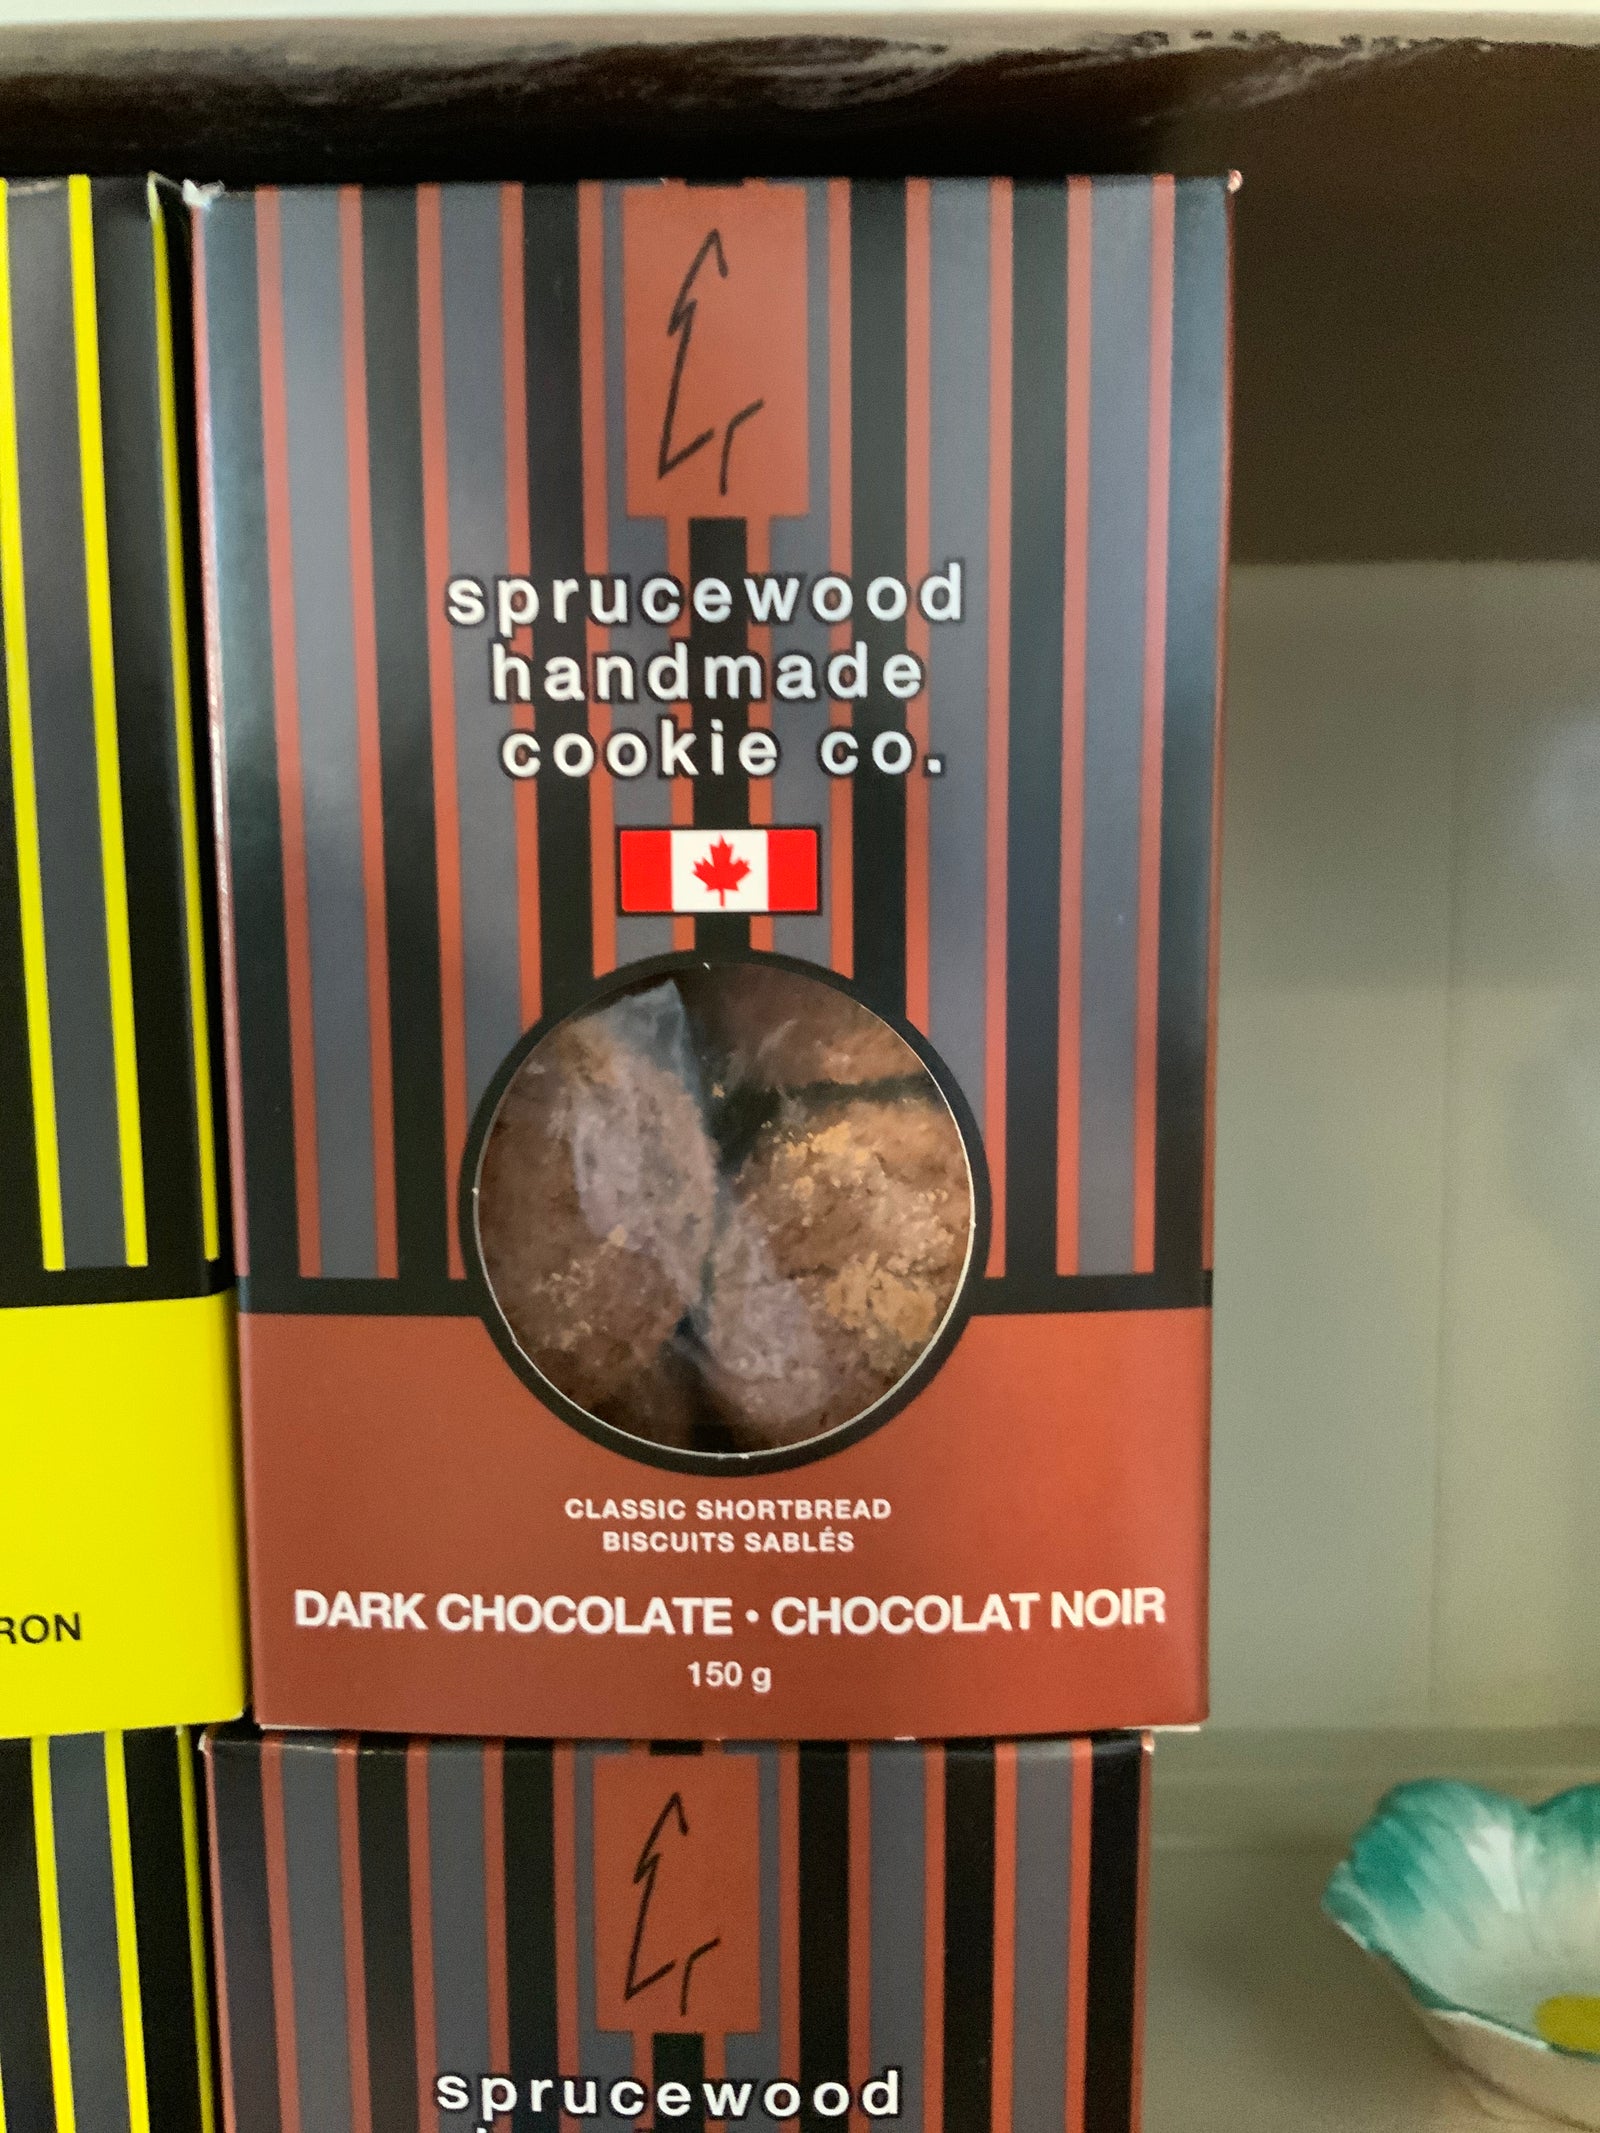 sprucewood
handmade
cookie co.
CLASSIC SHORTBREAD
BISCUITS SABLÉS
DARK CHOCOLATE • CHOCOLAT NOIR
150 g
RON
sprucewood